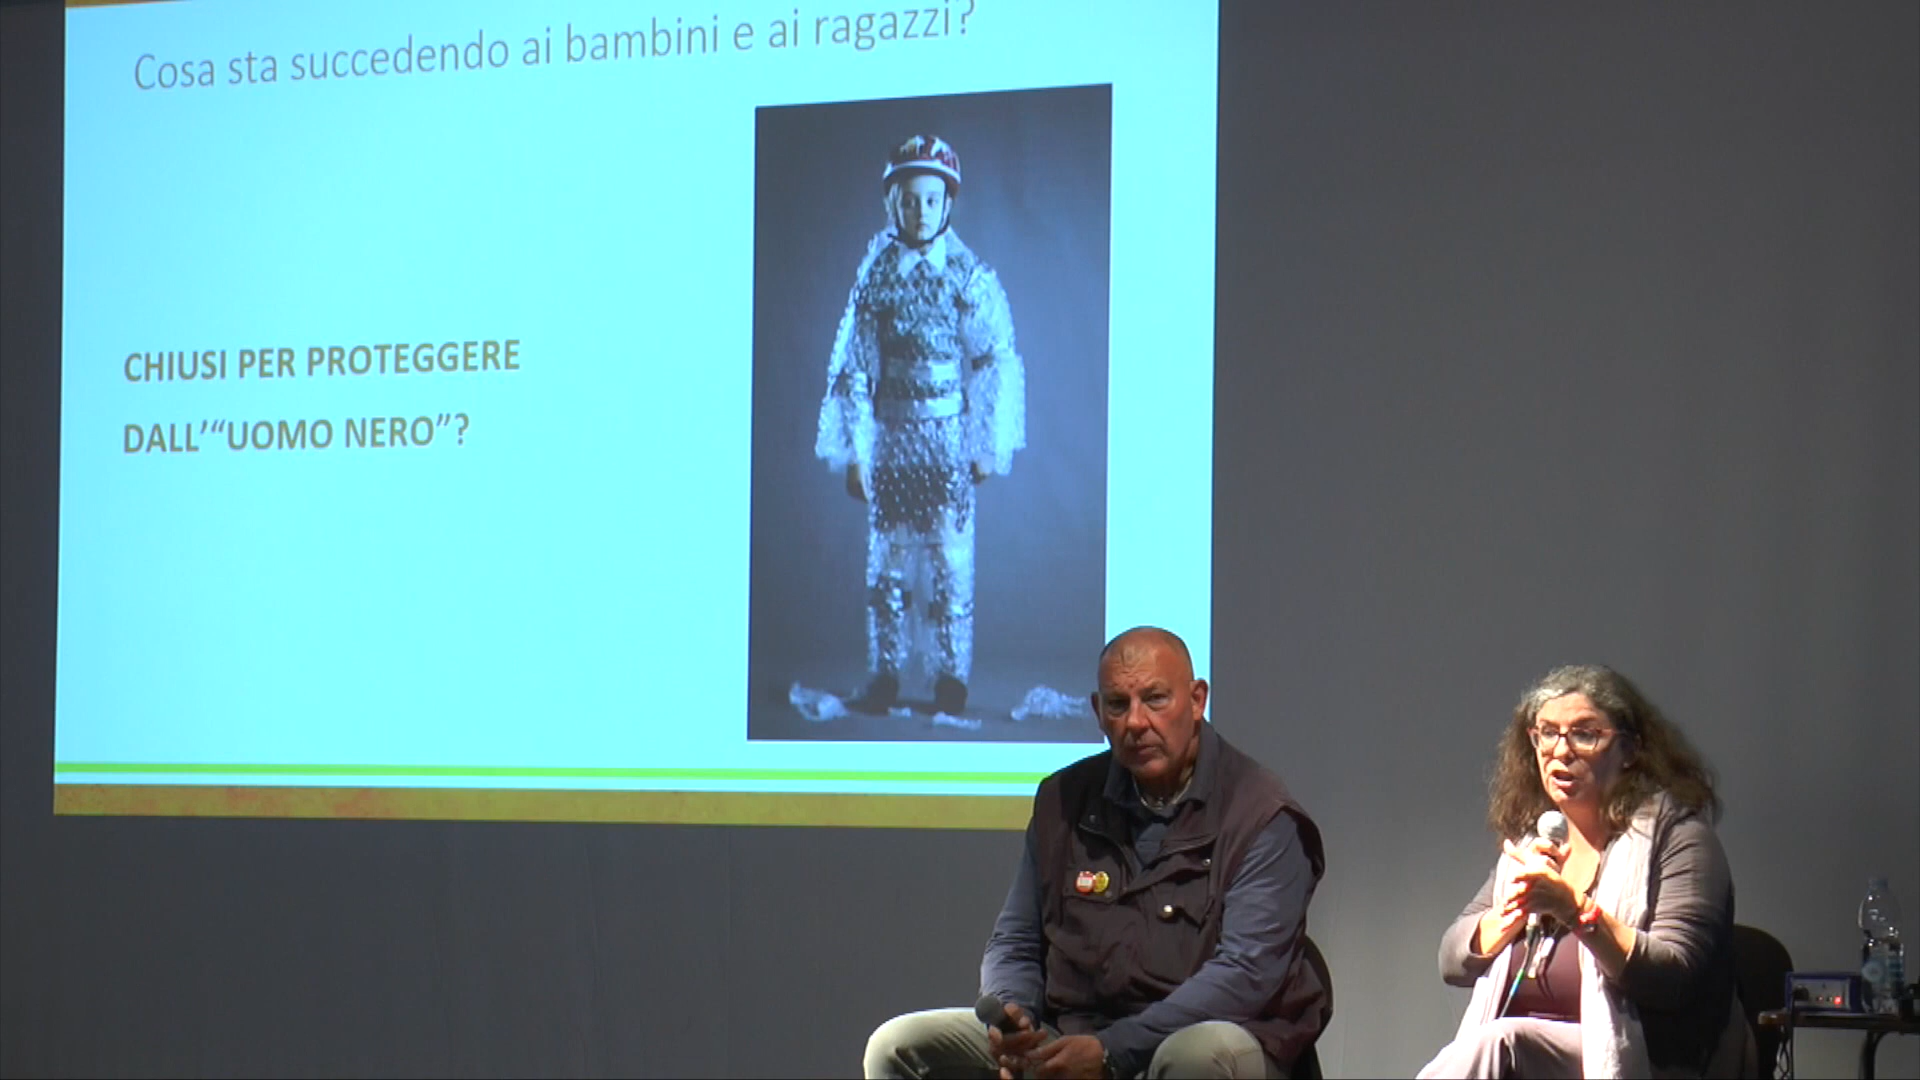 Cosa sta succedendo ai bambini e ai ragazzi?
CHIUSI PER PROTEGGERE
DALL'“UOMO NERO”?